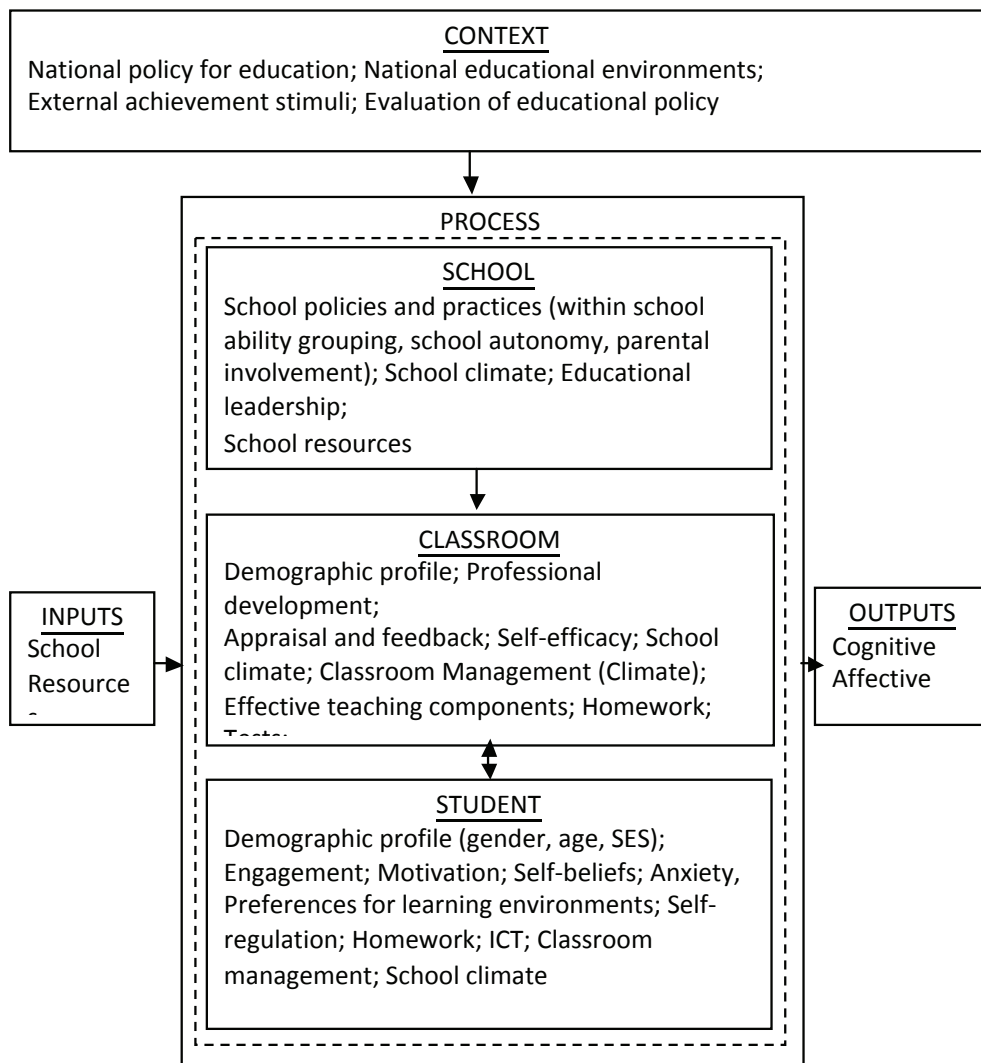 CONTEXT
National policy for education; National educational environments;
External achievement stimuli; Evaluation of educational policy
PROCESS
SCHOOL
School policies and practices (within school
ability grouping, school autonomy, parental
involvement); School climate; Educational
leadership;
School resources
CLASSROOM
Demographic profile; Professional
development;
Appraisal and feedback; Self-efficacy; School
climate; Classroom Management (Climate);
Effective teaching components; Homework;
INPUTS
School
Resource
OUTPUTS
Cognitive
Affective
STUDENT
Demographic profile (gender, age, SES);
Engagement; Motivation; Self-beliefs; Anxiety,
Preferences for learning environments; Self-
regulation; Homework; ICT; Classroom
management; School climate